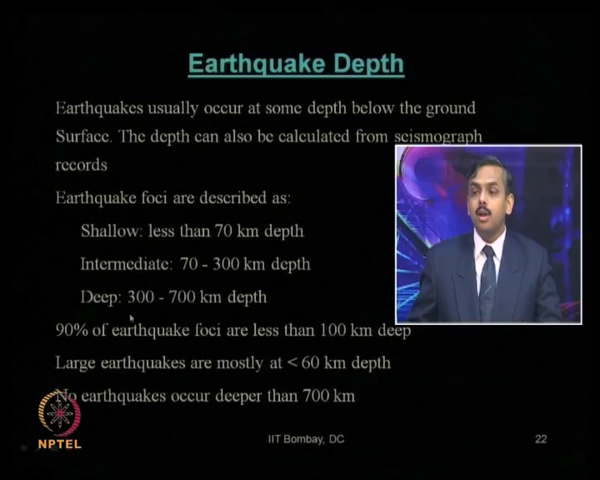 Earthquake Depth
Earthquakes usually occur at some depth below the ground
Surface. The depth can also be calculated from seismograph
records
Earthquake foci are described as:
Shallow: less than 70 km depth
Intermediate: 70 - 300 km depth
Deep: 300 - 700 km depth
90% of earthquake foci are less than 100 km deep
Large earthquakes are mostly at < 60 km depth
No earthquakes occur deeper than 700 km
NPTEL
IIT Bombay, DC
22